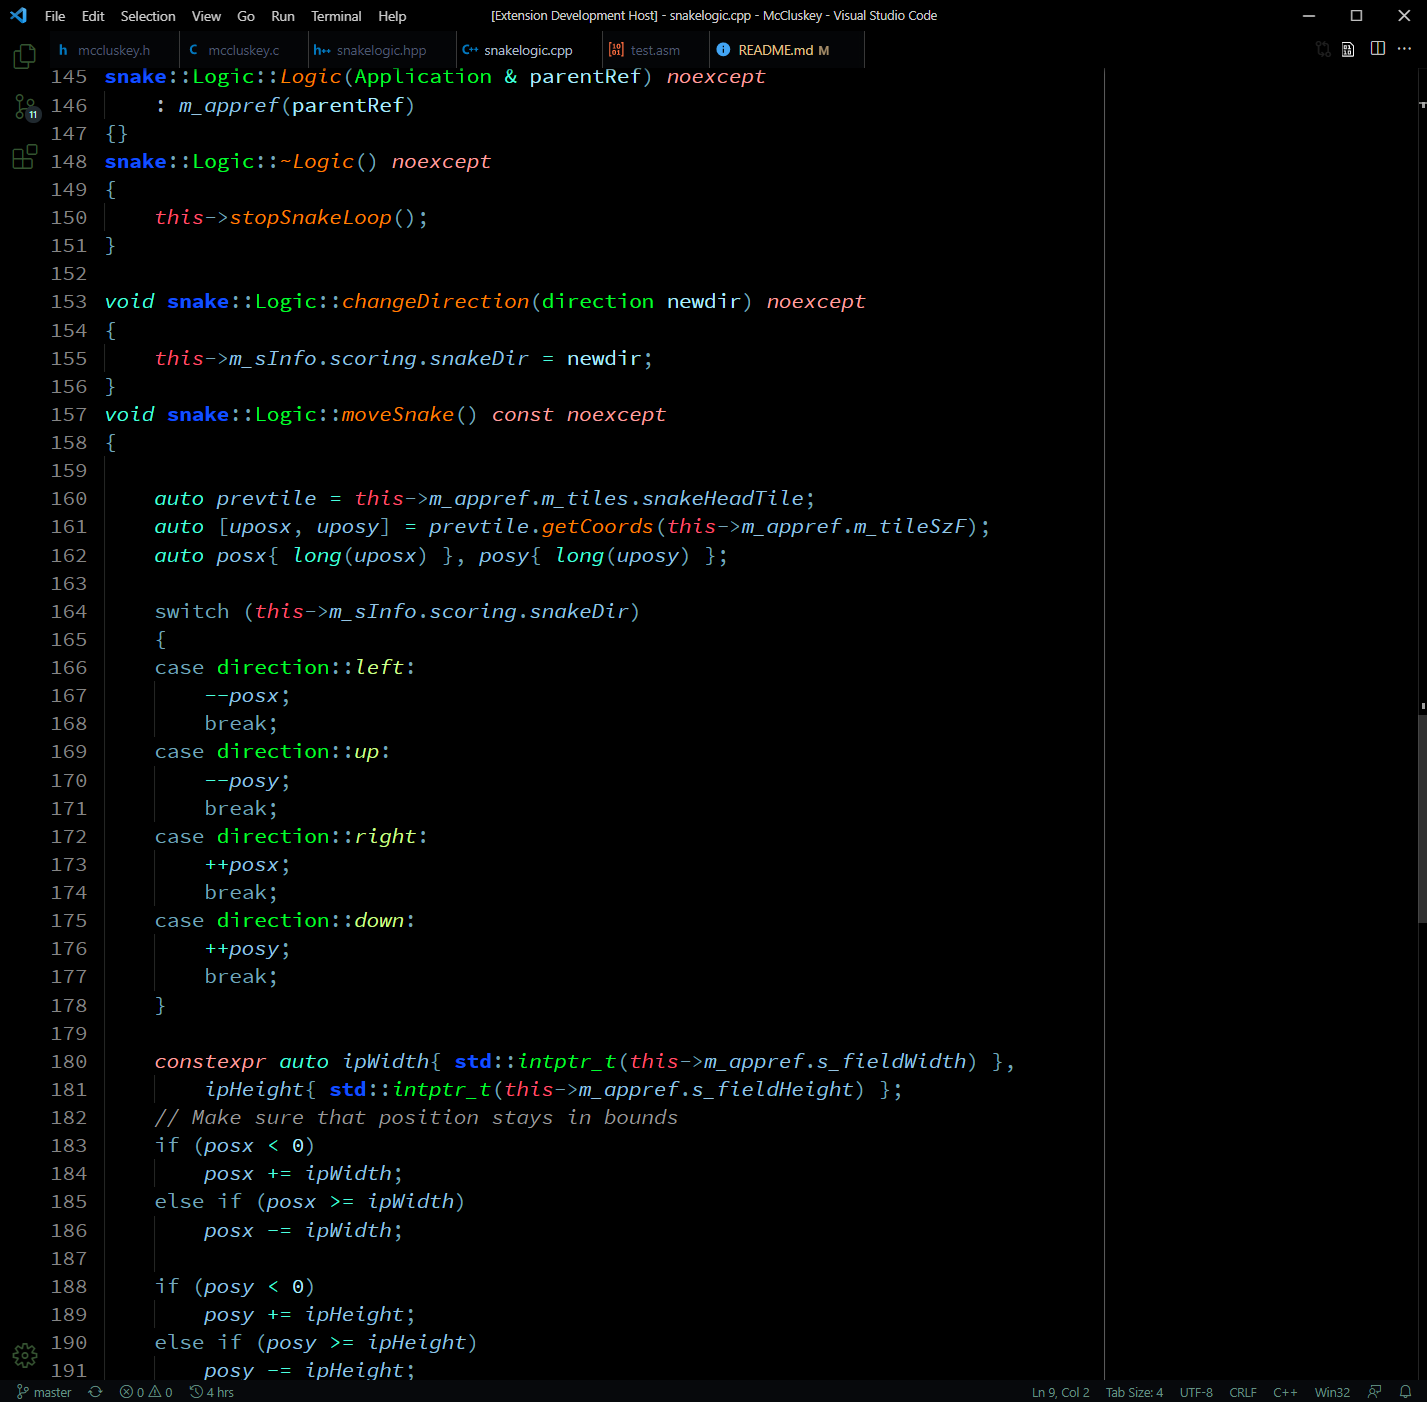 File Edit Selection View Go Run Terminal Help [Extension Development Host] - snakelogic.cpp - McCluskey - Visual Studio Code
h mccluskey.h C mccluskey.c h++ snakelogic.hpp C++ snakelogic.cpp test.asm README.md M
11
145 snake::Logic::Logic(Application & parentRef) noexcept
146     : m_appref(parentRef)
147 {}
148 snake::Logic::~Logic() noexcept
149 {
150     this->stopSnakeLoop();
151 }
152
153 void snake::Logic::changeDirection(direction newdir) noexcept
154 {
155     this->m_sInfo.scoring.snakeDir = newdir;
156 }
157 void snake::Logic::moveSnake() const noexcept
158 {
159
160     auto prevtile = this->m_appref.m_tiles.snakeHeadTile;
161     auto [uposx, uposy] = prevtile.getCoords(this->m_appref.m_tileSzF);
162     auto posx{ long(uposx) }, posy{ long(uposy) };
163
164     switch (this->m_sInfo.scoring.snakeDir)
165     {
166     case direction::left:
167         --posx;
168         break;
169     case direction::up:
170         --posy;
171         break;
172     case direction::right:
173         ++posx;
174         break;
175     case direction::down:
176         ++posy;
177         break;
178     }
179
180     constexpr auto ipWidth{ std::intptr_t(this->m_appref.s_fieldWidth) },
181         ipHeight{ std::intptr_t(this->m_appref.s_fieldHeight) };
182     // Make sure that position stays in bounds
183     if (posx < 0)
184         posx += ipWidth;
185     else if (posx >= ipWidth)
186         posx -= ipWidth;
187
188     if (posy < 0)
189         posy += ipHeight;
190     else if (posy >= ipHeight)
191         posy -= ipHeight;
master 0 0 4 hrs Ln 9, Col 2 Tab Size: 4 UTF-8 CRLF C++ Win32